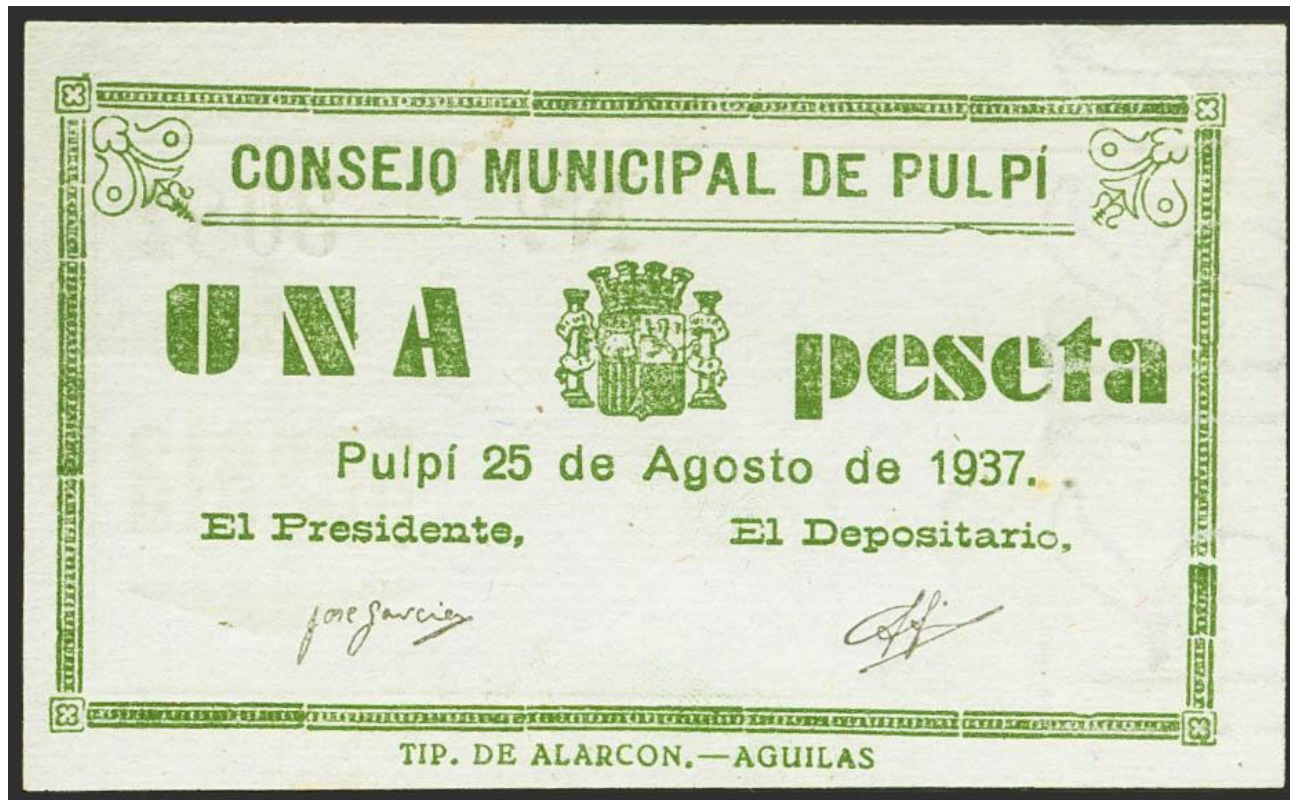 CONSEJO MUNICIPAL DE PULPÍ
UNA peseta
Pulpí 25 de Agosto de 1937.
El Presidente, El Depositario,
jose Garcia
TIP. DE ALARCON.—AGUILAS